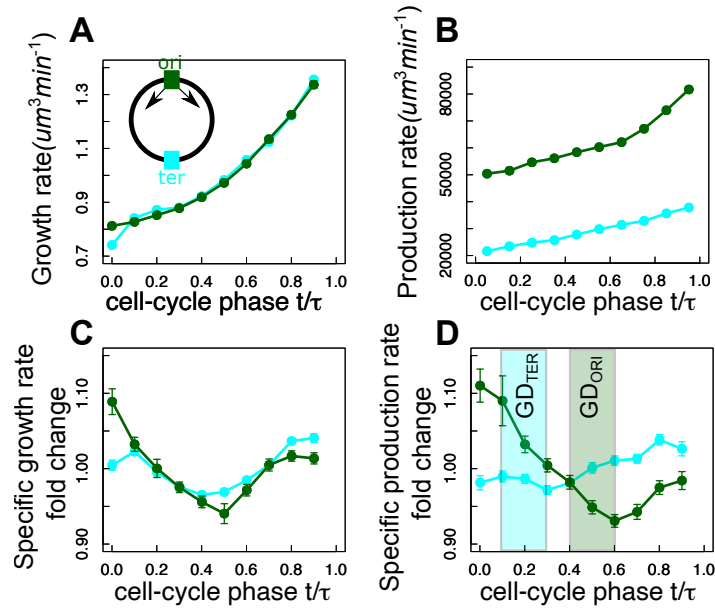 A
ori
ter
Growth rate(um³min⁻¹)
0.7 0.9 1.1 1.3
0.0 0.2 0.4 0.6 0.8 1.0
cell-cycle phase t/τ
B
Production rate(um³min⁻¹)
20000 50000 80000
0.0 0.2 0.4 0.6 0.8 1.0
cell-cycle phase t/τ
C
Specific growth rate
fold change
0.90 1.00 1.10
0.0 0.2 0.4 0.6 0.8 1.0
cell-cycle phase t/τ
D
GD_TER
GD_ORI
Specific production rate
fold change
0.90 1.00 1.10
0.0 0.2 0.4 0.6 0.8 1.0
cell-cycle phase t/τ